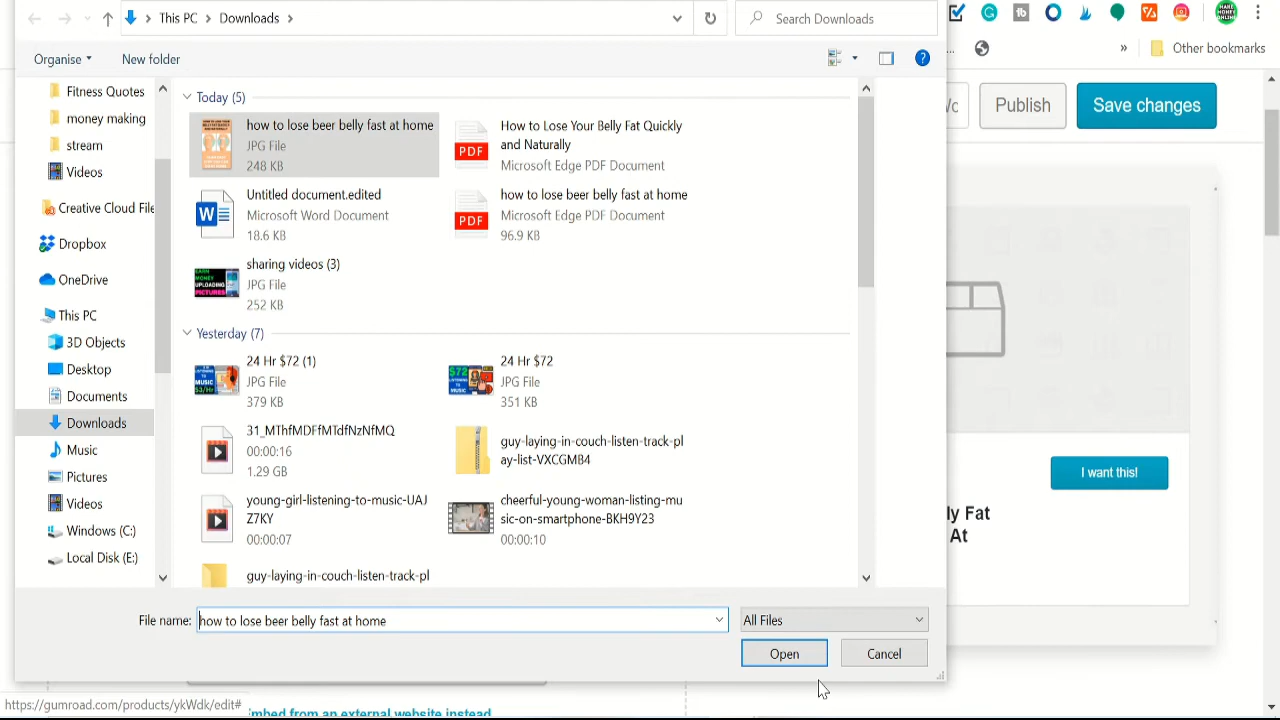 This PC
Downloads
Search Downloads
Organise
New folder
Other bookmarks
Fitness Quotes
money making
stream
Videos
Creative Cloud File
Dropbox
OneDrive
This PC
3D Objects
Desktop
Documents
Downloads
Music
Pictures
Videos
Windows (C:)
Local Disk (E:)
Today (5)
how to lose beer belly fast at home
JPG File
248 KB
How to Lose Your Belly Fat Quickly
and Naturally
Microsoft Edge PDF Document
Untitled document.edited
Microsoft Word Document
18.6 KB
how to lose beer belly fast at home
Microsoft Edge PDF Document
96.9 KB
sharing videos (3)
JPG File
252 KB
Yesterday (7)
24 Hr $72 (1)
JPG File
379 KB
24 Hr $72
JPG File
351 KB
31_MThfMDFfMTdfNzNfMQ
00:00:16
1.29 GB
guy-laying-in-couch-listen-track-pl
ay-list-VXCGM84
young-girl-listening-to-music-UAJ
Z7KY
00:00:07
cheerful-young-woman-listing-mu
sic-on-smartphone-BKH9Y23
00:00:10
guy-laying-in-couch-listen-track-pl
File name:
how to lose beer belly fast at home
All Files
Open
Cancel
Publish
Save changes
I want this!
ly Fat
At
https://gumroad.com/products/ykWdk/edit#
mbed from an external website instead